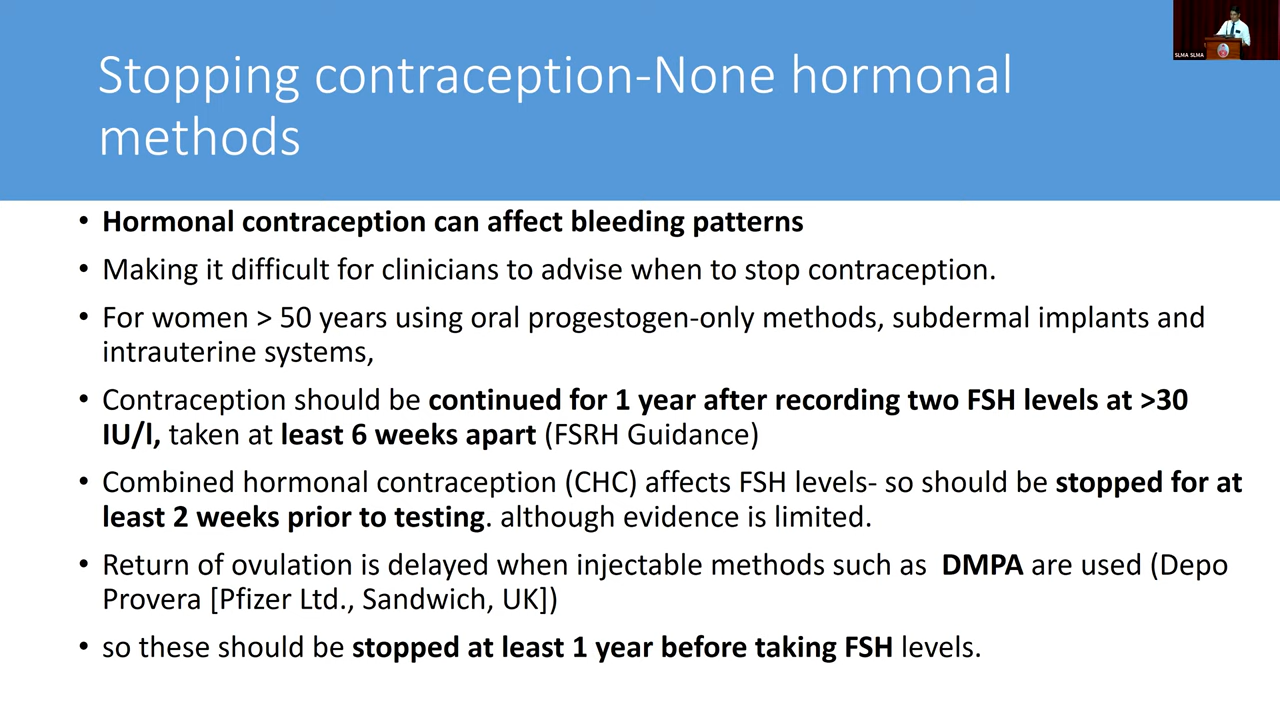 Stopping contraception-None hormonal
methods
SLMA SLMA
• Hormonal contraception can affect bleeding patterns
• Making it difficult for clinicians to advise when to stop contraception.
• For women > 50 years using oral progestogen-only methods, subdermal implants and
intrauterine systems,
• Contraception should be continued for 1 year after recording two FSH levels at >30
IU/l, taken at least 6 weeks apart (FSRH Guidance)
• Combined hormonal contraception (CHC) affects FSH levels- so should be stopped for at
least 2 weeks prior to testing. although evidence is limited.
• Return of ovulation is delayed when injectable methods such as DMPA are used (Depo
Provera [Pfizer Ltd., Sandwich, UK])
• so these should be stopped at least 1 year before taking FSH levels.